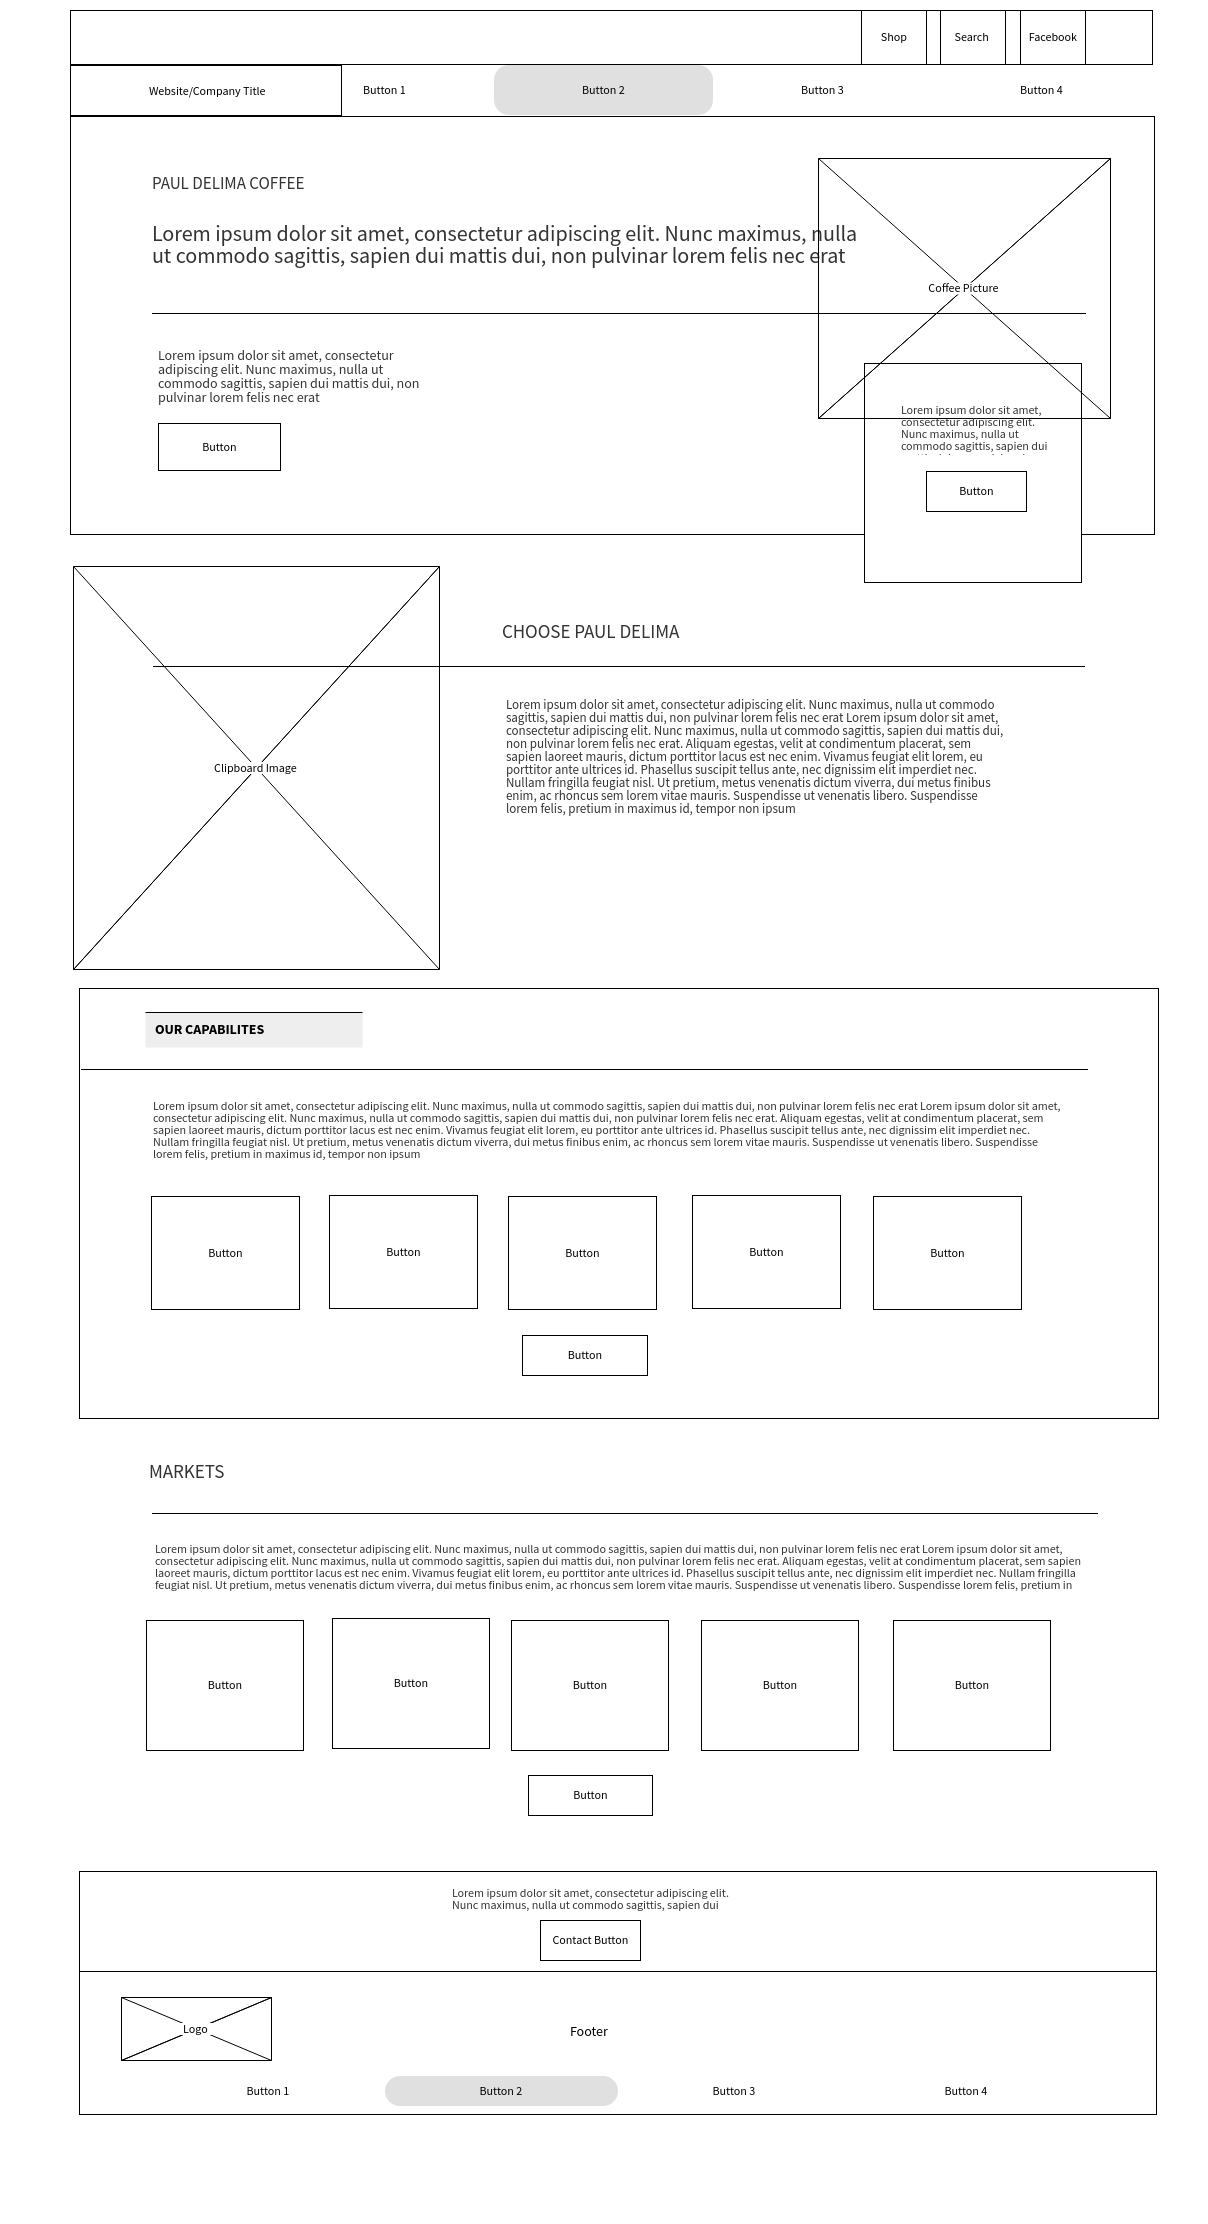 Shop
Search
Facebook
Website/Company Title
Button 1
Button 2
Button 3
Button 4
PAUL DELIMA COFFEE
Lorem ipsum dolor sit amet, consectetur adipiscing elit. Nunc maximus, nulla
ut commodo sagittis, sapien dui mattis dui, non pulvinar lorem felis nec erat
Coffee Picture
Lorem ipsum dolor sit amet, consectetur
adipiscing elit. Nunc maximus, nulla ut
commodo sagittis, sapien dui mattis dui, non
pulvinar lorem felis nec erat
Button
Lorem ipsum dolor sit amet,
consectetur adipiscing elit.
Nunc maximus, nulla ut
commodo sagittis, sapien dui
Button
Clipboard Image
CHOOSE PAUL DELIMA
Lorem ipsum dolor sit amet, consectetur adipiscing elit. Nunc maximus, nulla ut commodo
sagittis, sapien dui mattis dui, non pulvinar lorem felis nec erat Lorem ipsum dolor sit amet,
consectetur adipiscing elit. Nunc maximus, nulla ut commodo sagittis, sapien dui mattis dui,
non pulvinar lorem felis nec erat. Aliquam egestas, velit at condimentum placerat, sem
sapien laoreet mauris, dictum porttitor lacus est nec enim. Vivamus feugiat elit lorem, eu
porttitor ante ultrices id. Phasellus suscipit tellus ante, nec dignissim elit imperdiet nec.
Nullam fringilla feugiat nisl. Ut pretium, metus venenatis dictum viverra, dui metus finibus
enim, ac rhoncus sem lorem vitae mauris. Suspendisse ut venenatis libero. Suspendisse
lorem felis, pretium in maximus id, tempor non ipsum
OUR CAPABILITES
Lorem ipsum dolor sit amet, consectetur adipiscing elit. Nunc maximus, nulla ut commodo sagittis, sapien dui mattis dui, non pulvinar lorem felis nec erat Lorem ipsum dolor sit amet,
consectetur adipiscing elit. Nunc maximus, nulla ut commodo sagittis, sapien dui mattis dui, non pulvinar lorem felis nec erat. Aliquam egestas, velit at condimentum placerat, sem
sapien laoreet mauris, dictum porttitor lacus est nec enim. Vivamus feugiat elit lorem, eu porttitor ante ultrices id. Phasellus suscipit tellus ante, nec dignissim elit imperdiet nec.
Nullam fringilla feugiat nisl. Ut pretium, metus venenatis dictum viverra, dui metus finibus enim, ac rhoncus sem lorem vitae mauris. Suspendisse ut venenatis libero. Suspendisse
lorem felis, pretium in maximus id, tempor non ipsum
Button
Button
Button
Button
Button
Button
MARKETS
Lorem ipsum dolor sit amet, consectetur adipiscing elit. Nunc maximus, nulla ut commodo sagittis, sapien dui mattis dui, non pulvinar lorem felis nec erat Lorem ipsum dolor sit amet,
consectetur adipiscing elit. Nunc maximus, nulla ut commodo sagittis, sapien dui mattis dui, non pulvinar lorem felis nec erat. Aliquam egestas, velit at condimentum placerat, sem sapien
laoreet mauris, dictum porttitor lacus est nec enim. Vivamus feugiat elit lorem, eu porttitor ante ultrices id. Phasellus suscipit tellus ante, nec dignissim elit imperdiet nec. Nullam fringilla
feugiat nisl. Ut pretium, metus venenatis dictum viverra, dui metus finibus enim, ac rhoncus sem lorem vitae mauris. Suspendisse ut venenatis libero. Suspendisse lorem felis, pretium in
Button
Button
Button
Button
Button
Button
Lorem ipsum dolor sit amet, consectetur adipiscing elit.
Nunc maximus, nulla ut commodo sagittis, sapien dui
Contact Button
Logo
Footer
Button 1
Button 2
Button 3
Button 4